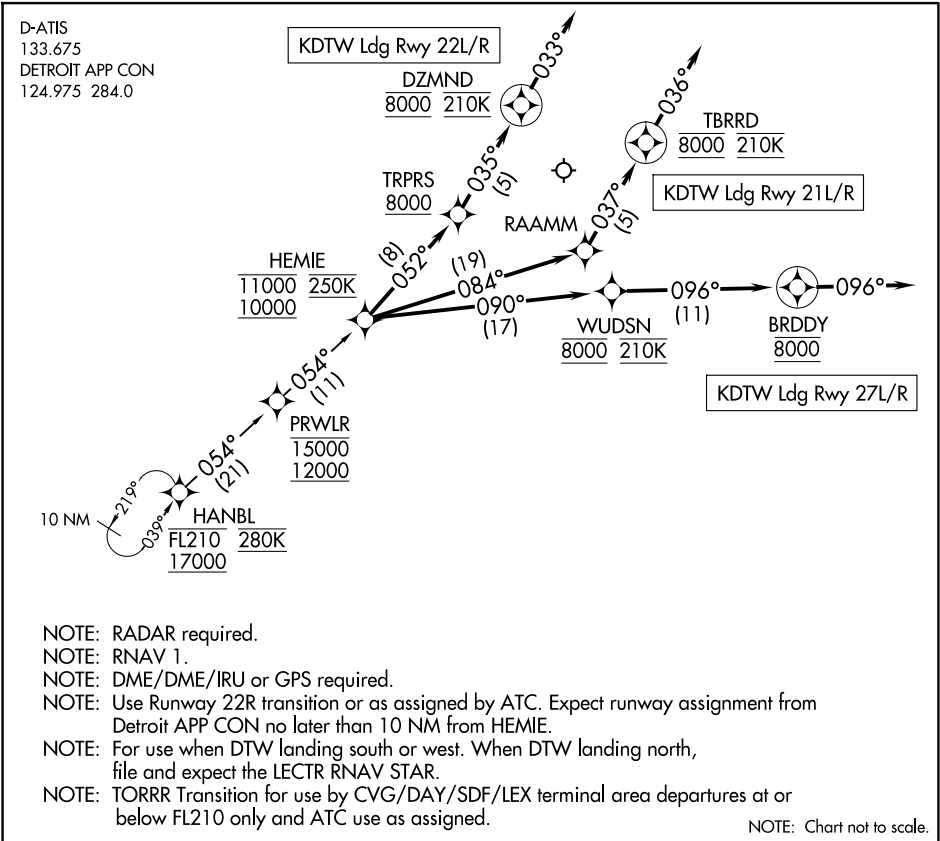 D-ATIS
133.675
DETROIT APP CON
124.975 284.0
KDTW Ldg Rwy 22L/R
033°
DZMND
8000 210K
036°
TBRRD
8000 210K
035°
(5)
TRPRS
8000
KDTW Ldg Rwy 21L/R
037°
(5)
RAAMM
(8)
052°
(19)
084°
HEMIE
11000 250K
10000
090°
(17)
096°
(11)
096°
WUDSN
8000 210K
BRDDY
8000
KDTW Ldg Rwy 27L/R
054°
(11)
PRWLR
15000
12000
054°
(21)
219°
039°
10 NM
HANBL
FL210 280K
17000
NOTE: RADAR required.
NOTE: RNAV 1.
NOTE: DME/DME/IRU or GPS required.
NOTE: Use Runway 22R transition or as assigned by ATC. Expect runway assignment from
Detroit APP CON no later than 10 NM from HEMIE.
NOTE: For use when DTW landing south or west. When DTW landing north,
file and expect the LECTR RNAV STAR.
NOTE: TORRR Transition for use by CVG/DAY/SDF/LEX terminal area departures at or
below FL210 only and ATC use as assigned.
NOTE: Chart not to scale.